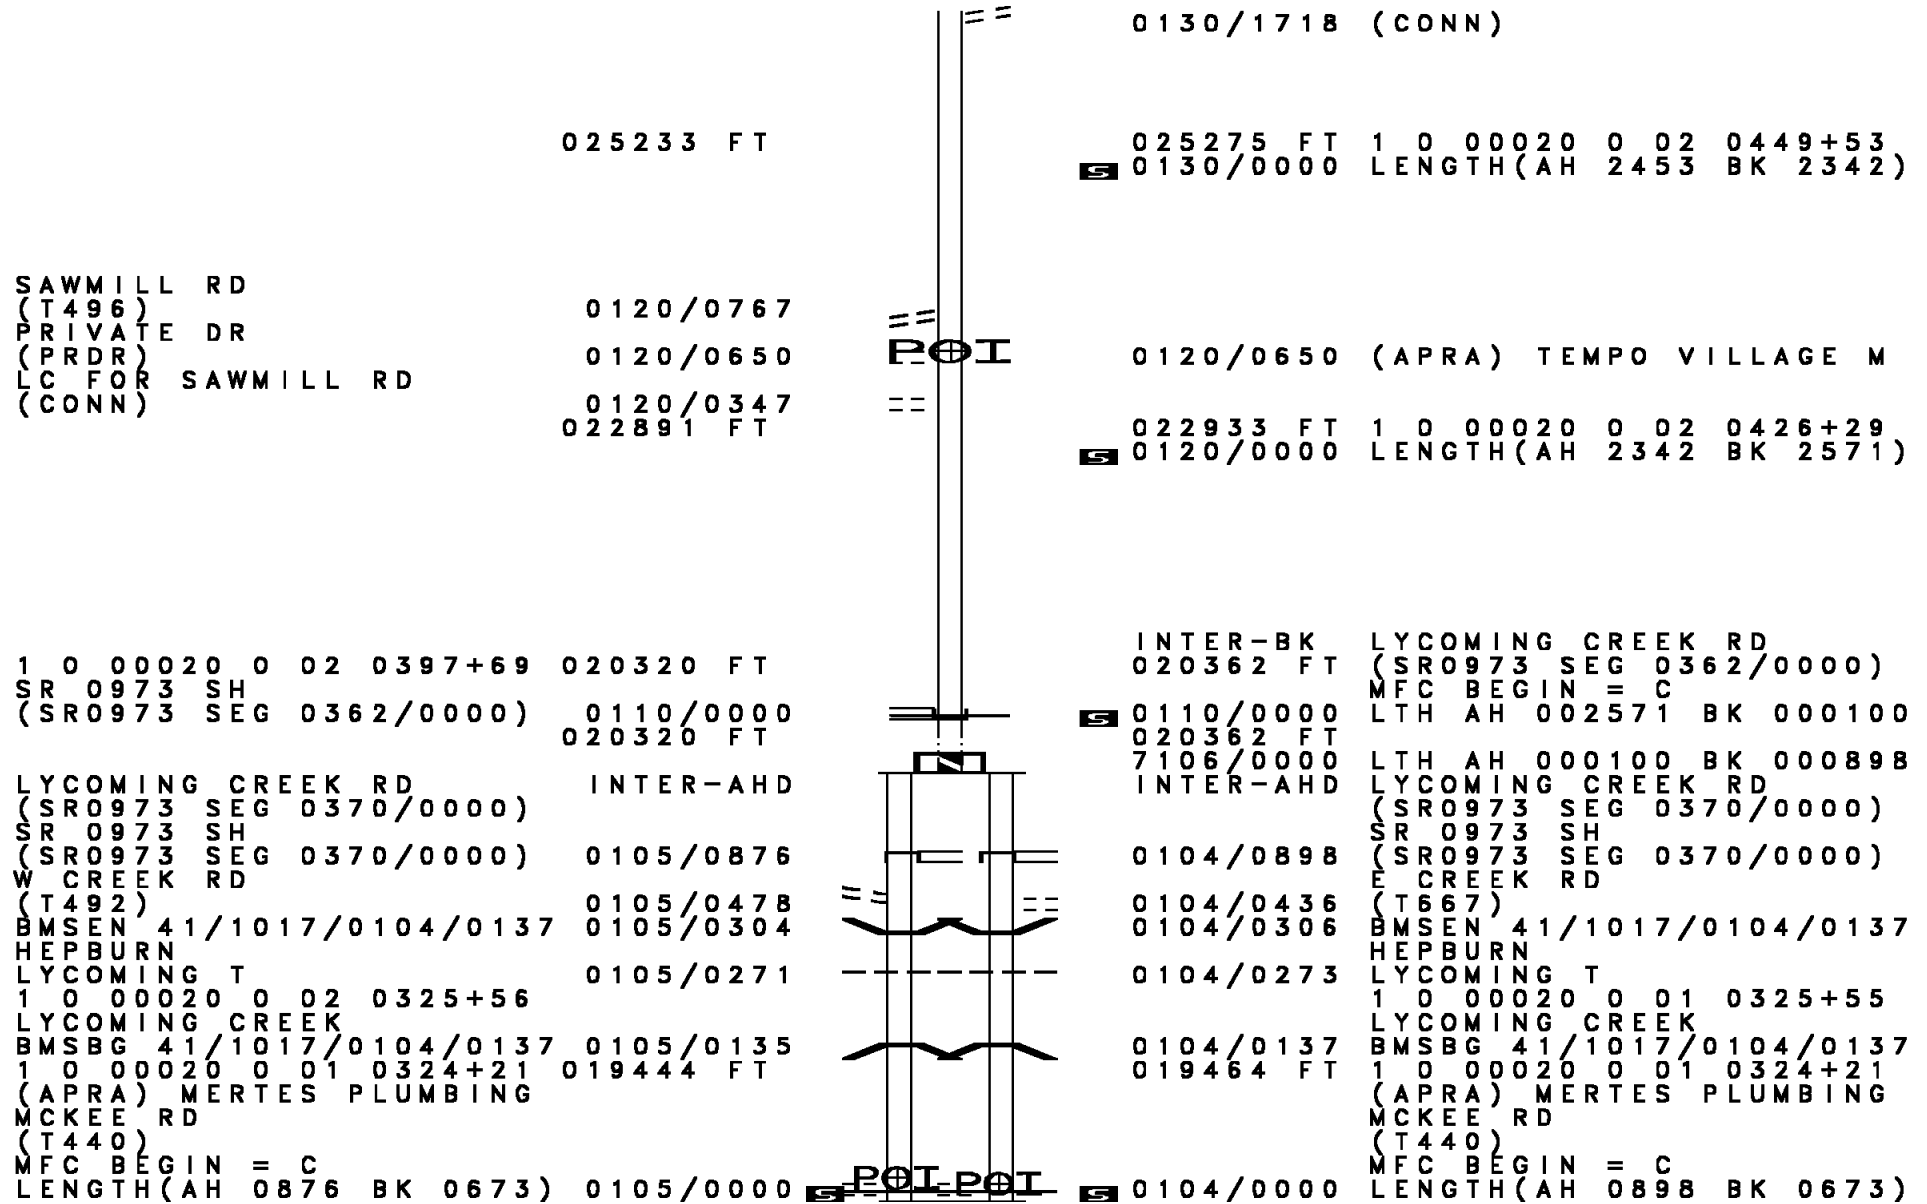 0130/1718 (CONN)
025233 FT 025275 FT 1 0 00020 0 02 0449+53
S 0130/0000 LENGTH(AH 2453 BK 2342)
SAWMILL RD
(T496) 0120/0767
PRIVATE DR
POI
(PRDR) 0120/0650 0120/0650 (APRA) TEMPO VILLAGE M
LC FOR SAWMILL RD
(CONN) 0120/0347
022891 FT 022933 FT 1 0 00020 0 02 0426+29
S 0120/0000 LENGTH(AH 2342 BK 2571)
INTER-BK LYCOMING CREEK RD
1 0 00020 0 02 0397+69 020320 FT 020362 FT (SR0973 SEG 0362/0000)
SR 0973 SH MFC BEGIN = C
(SR0973 SEG 0362/0000) 0110/0000 S 0110/0000 LTH AH 002571 BK 000100
020320 FT 020362 FT
7106/0000 LTH AH 000100 BK 000898
LYCOMING CREEK RD INTER-AHD INTER-AHD LYCOMING CREEK RD
(SR0973 SEG 0370/0000) (SR0973 SEG 0370/0000)
SR 0973 SH SR 0973 SH
(SR0973 SEG 0370/0000) 0105/0876 0104/0898 (SR0973 SEG 0370/0000)
W CREEK RD E CREEK RD
(T492) 0105/0478 0104/0436 (T667)
BMSEN 41/1017/0104/0137 0105/0304 0104/0306 BMSEN 41/1017/0104/0137
HEPBURN HEPBURN
LYCOMING T 0105/0271 0104/0273 LYCOMING T
1 0 00020 0 02 0325+56 1 0 00020 0 01 0325+55
LYCOMING CREEK LYCOMING CREEK
BMSBG 41/1017/0104/0137 0105/0135 0104/0137 BMSBG 41/1017/0104/0137
1 0 00020 0 01 0324+21 019444 FT 019464 FT 1 0 00020 0 01 0324+21
(APRA) MERTES PLUMBING (APRA) MERTES PLUMBING
MCKEE RD MCKEE RD
(T440) (T440)
MFC BEGIN = C MFC BEGIN = C
POI POI
LENGTH(AH 0876 BK 0673) 0105/0000 S S 0104/0000 LENGTH(AH 0898 BK 0673)